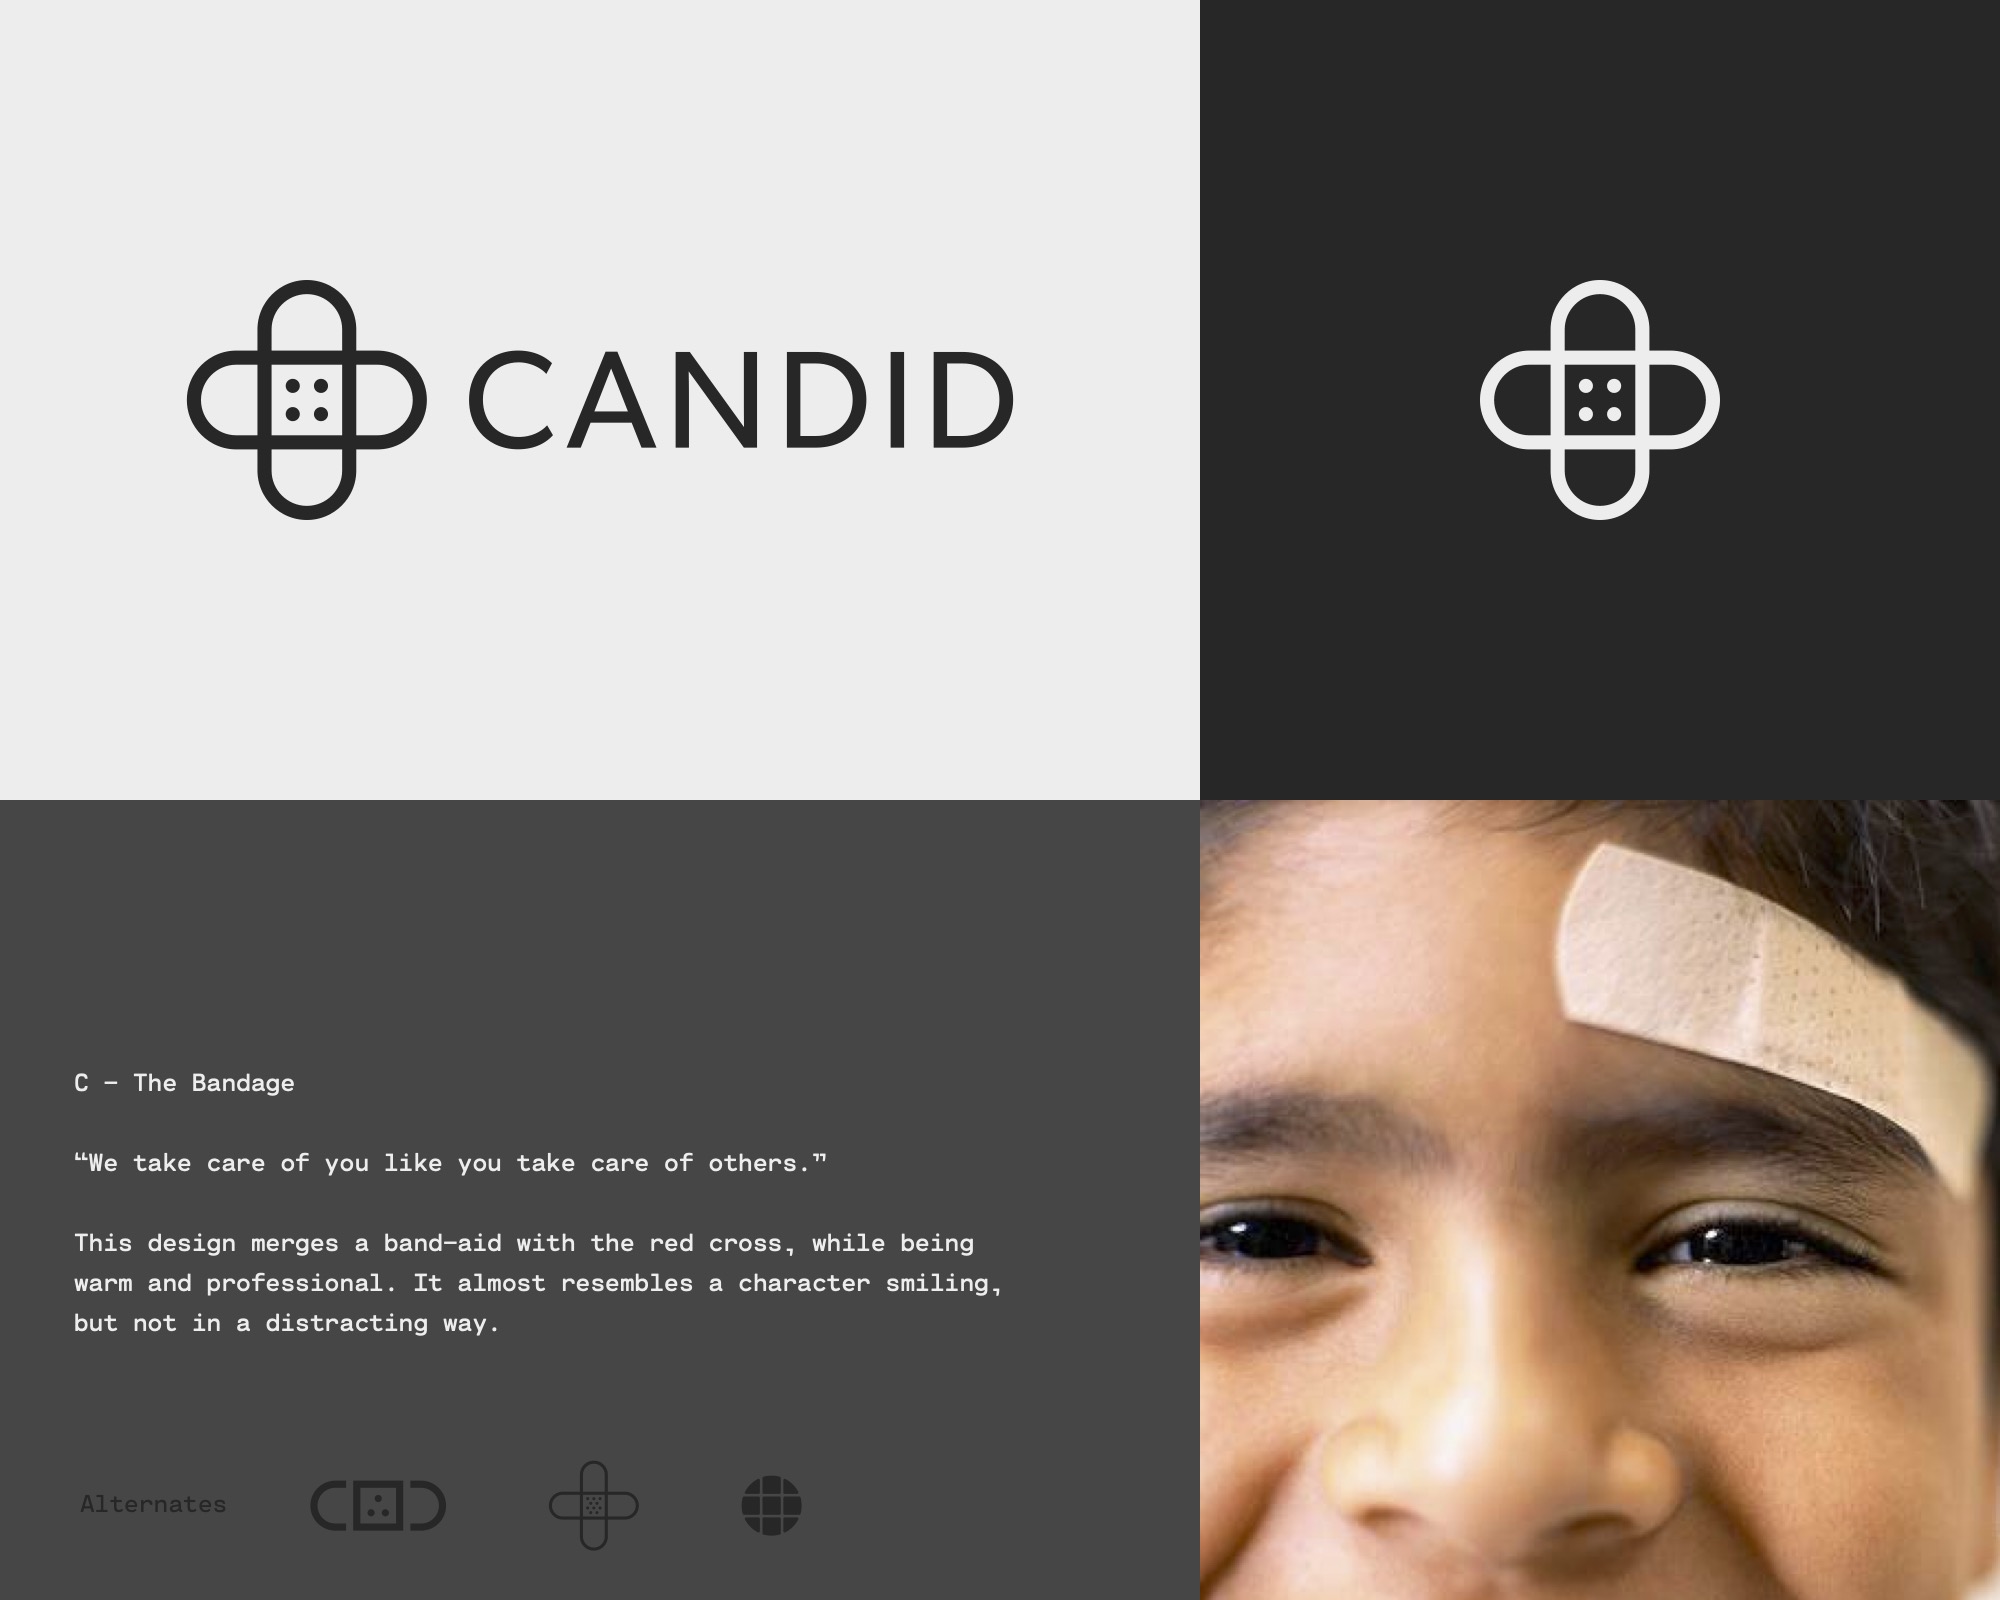 CANDID
C – The Bandage
“We take care of you like you take care of others.”
This design merges a band–aid with the red cross, while being
warm and professional. It almost resembles a character smiling,
but not in a distracting way.
Alternates